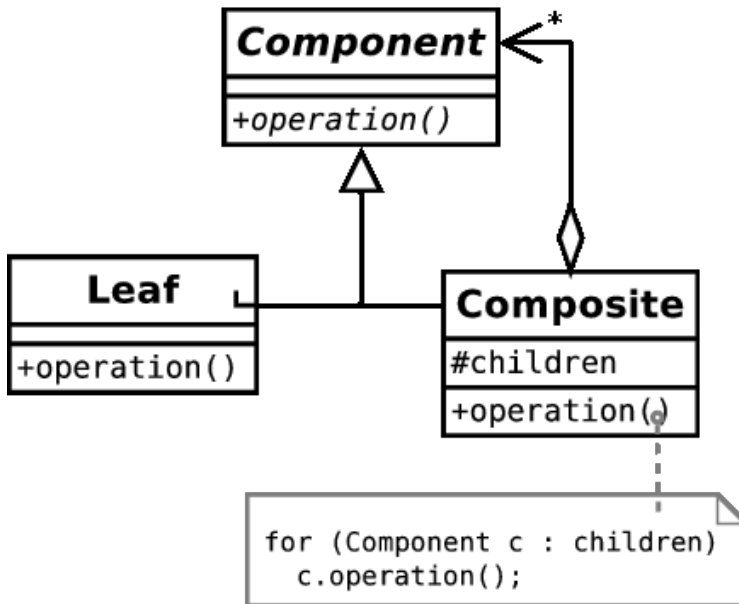 Component
*
+operation()
Leaf
+operation()
Composite
#children
+operation()
for (Component c : children)
  c.operation();